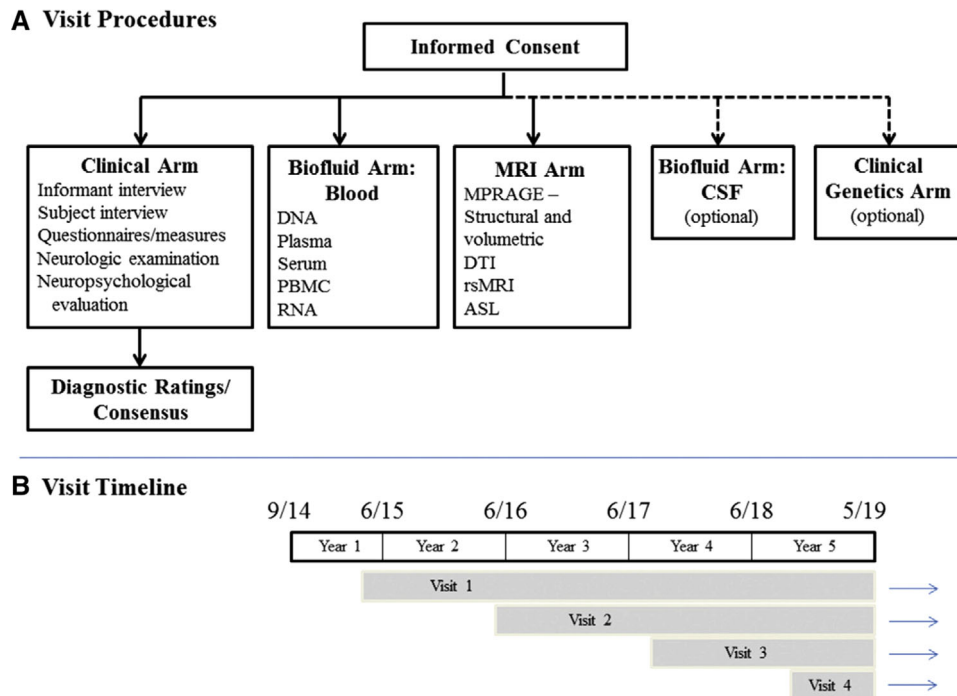 A Visit Procedures
Informed Consent
Clinical Arm
Informant interview
Subject interview
Questionnaires/measures
Neurologic examination
Neuropsychological
evaluation
Biofluid Arm:
Blood
DNA
Plasma
Serum
PBMC
RNA
MRI Arm
MPRAGE –
Structural and
volumetric
DTI
rsMRI
ASL
Biofluid Arm:
CSF
(optional)
Clinical
Genetics Arm
(optional)
Diagnostic Ratings/
Consensus
B Visit Timeline
9/14 6/15 6/16 6/17 6/18 5/19
Year 1 Year 2 Year 3 Year 4 Year 5
Visit 1
Visit 2
Visit 3
Visit 4